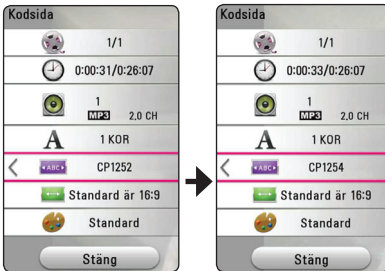 Kodsida
1/1
0:00:31/0:26:07
1
MP3 2.0 CH
A 1 KOR
ABC CP1252
Standard är 16:9
Standard
Stäng
Kodsida
1/1
0:00:33/0:26:07
1
MP3 2.0 CH
A 1 KOR
ABC CP1254
Standard är 16:9
Standard
Stäng